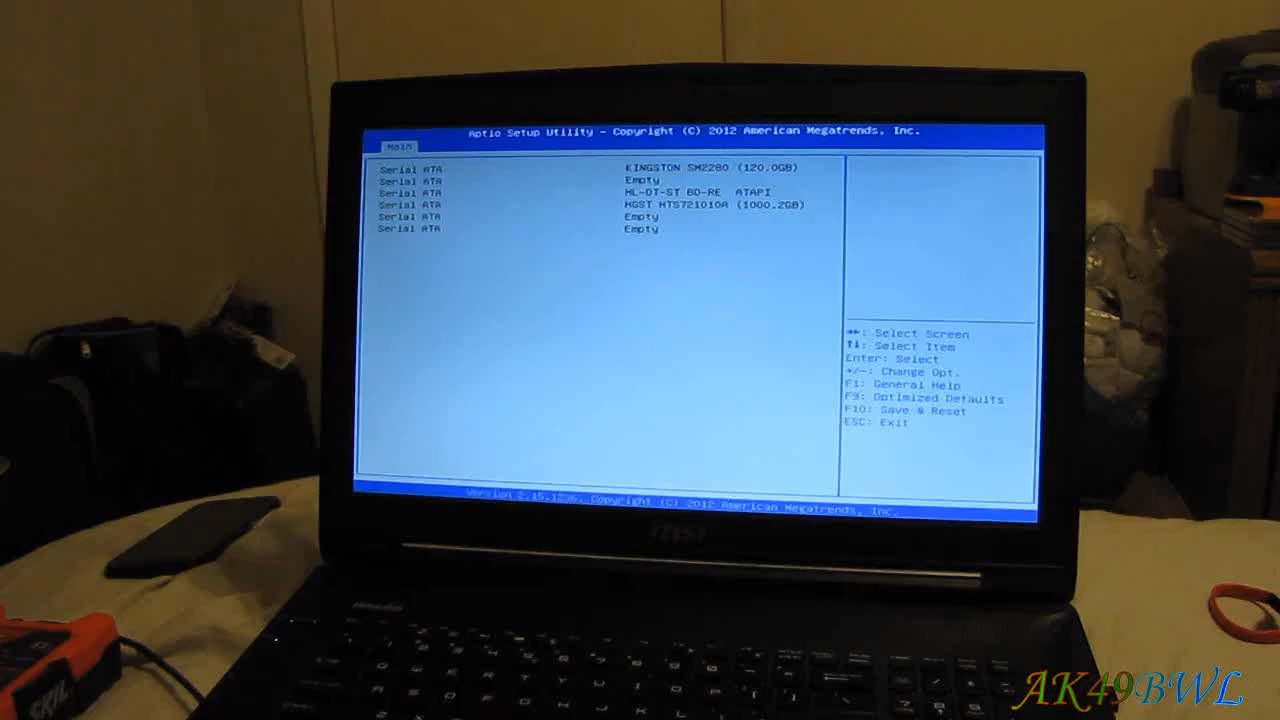 Aptio Setup Utility - Copyright (C) 2012 American Megatrends, Inc.
Main
Serial ATA KINGSTON SM2280 (120.0GB)
Serial ATA Empty
Serial ATA HL-DT-ST BD-RE ATAPI
Serial ATA HGST HTS721010A (1000.2GB)
Serial ATA Empty
Serial ATA Empty
→←: Select Screen
↑↓: Select Item
Enter: Select
+/-: Change Opt.
F1: General Help
F9: Optimized Defaults
F10: Save & Reset
ESC: Exit
Version 2.15.1236. Copyright (C) 2012 American Megatrends, Inc.
msi
SKIL
AK49BWL